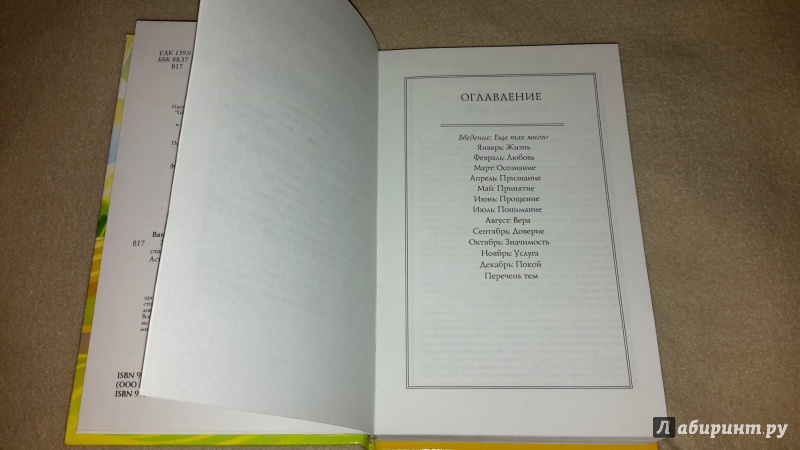 УДК 159.9
ББК 88.37
В17
В17
ISBN 9
(ООО
ISBN 9
ОГЛАВЛЕНИЕ
Введение: Еще так много
Январь: Жизнь
Февраль: Любовь
Март: Осознание
Апрель: Признание
Май: Принятие
Июнь: Прощение
Июль: Понимание
Август: Вера
Сентябрь: Доверие
Октябрь: Значимость
Ноябрь: Услуга
Декабрь: Покой
Перечень тем
Лабиринт.ру